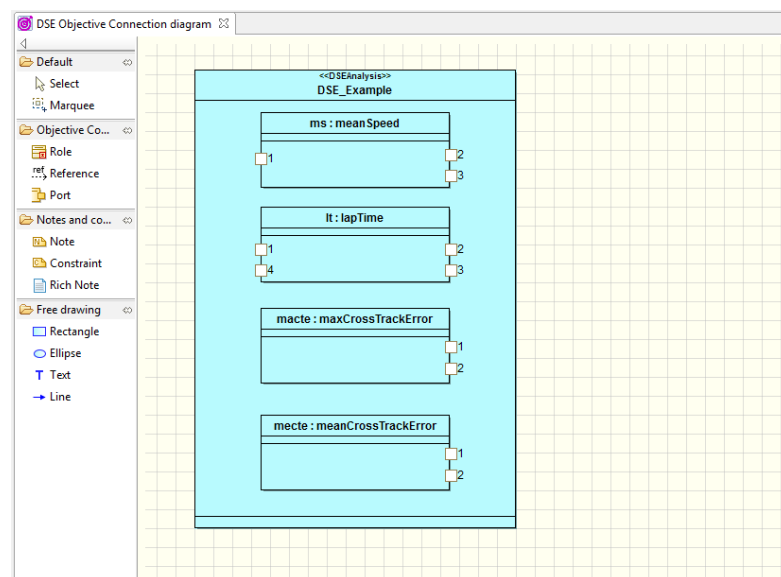 DSE Objective Connection diagram
Default
Select
Marquee
Objective Co...
Role
ref Reference
Port
Notes and co...
Note
Constraint
Rich Note
Free drawing
Rectangle
Ellipse
T Text
Line
<<DSEAnalysis>>
DSE_Example
ms : meanSpeed
1 2
3
lt : lapTime
1 2
4 3
macte : maxCrossTrackError
1
2
mecte : meanCrossTrackError
1
2